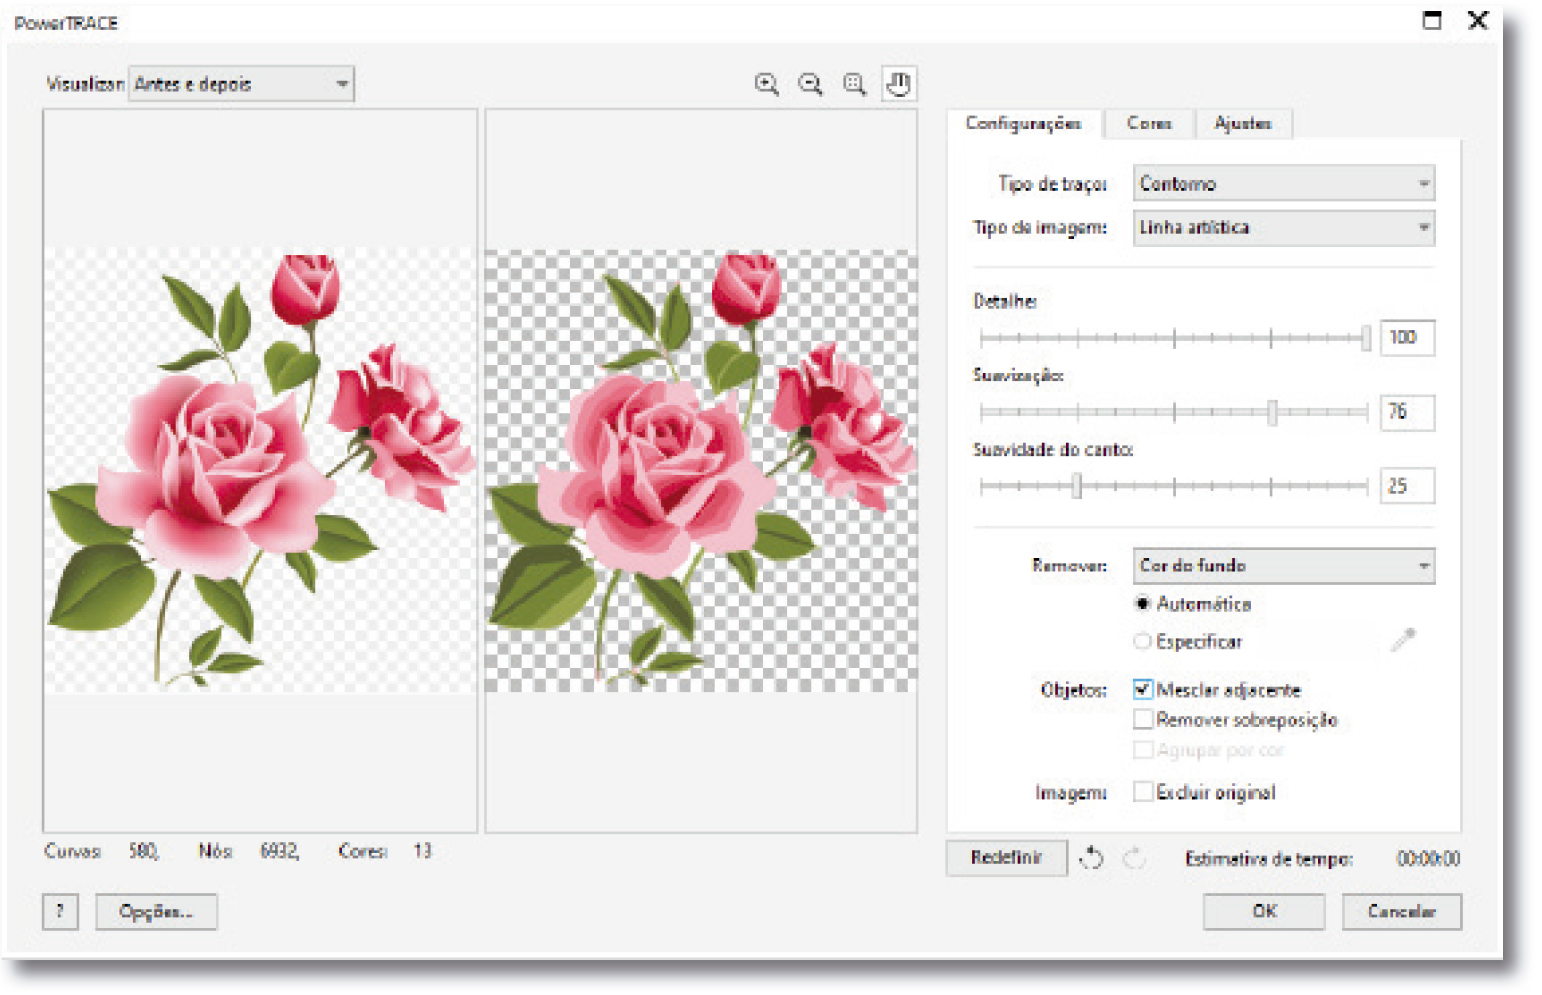 PowerTRACE
Visualizar: Antes e depois
Configurações Cores Ajustes
Tipo de traço: Contorno
Tipo de imagem: Linha artística
Detalhe:
100
Suavização:
76
Suavidade do canto:
25
Remover: Cor do fundo
Automática
Especificar
Objetos: Mesclar adjacente
Remover sobreposição
Agrupar por cor
Imagem: Excluir original
Curvas: 580, Nós: 6932, Cores: 13
Redefinir Estimativa de tempo: 00:00:00
? Opções... OK Cancelar